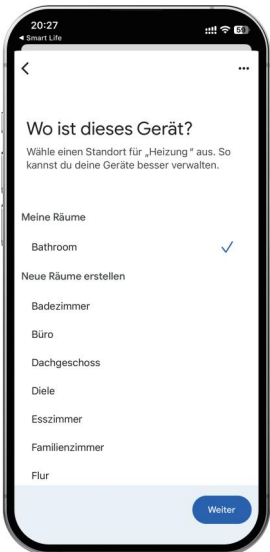 20:27
◀ Smart Life
69
Wo ist dieses Gerät?
Wähle einen Standort für „Heizung “ aus. So
kannst du deine Geräte besser verwalten.
Meine Räume
Bathroom
Neue Räume erstellen
Badezimmer
Büro
Dachgeschoss
Diele
Esszimmer
Familienzimmer
Flur
Weiter